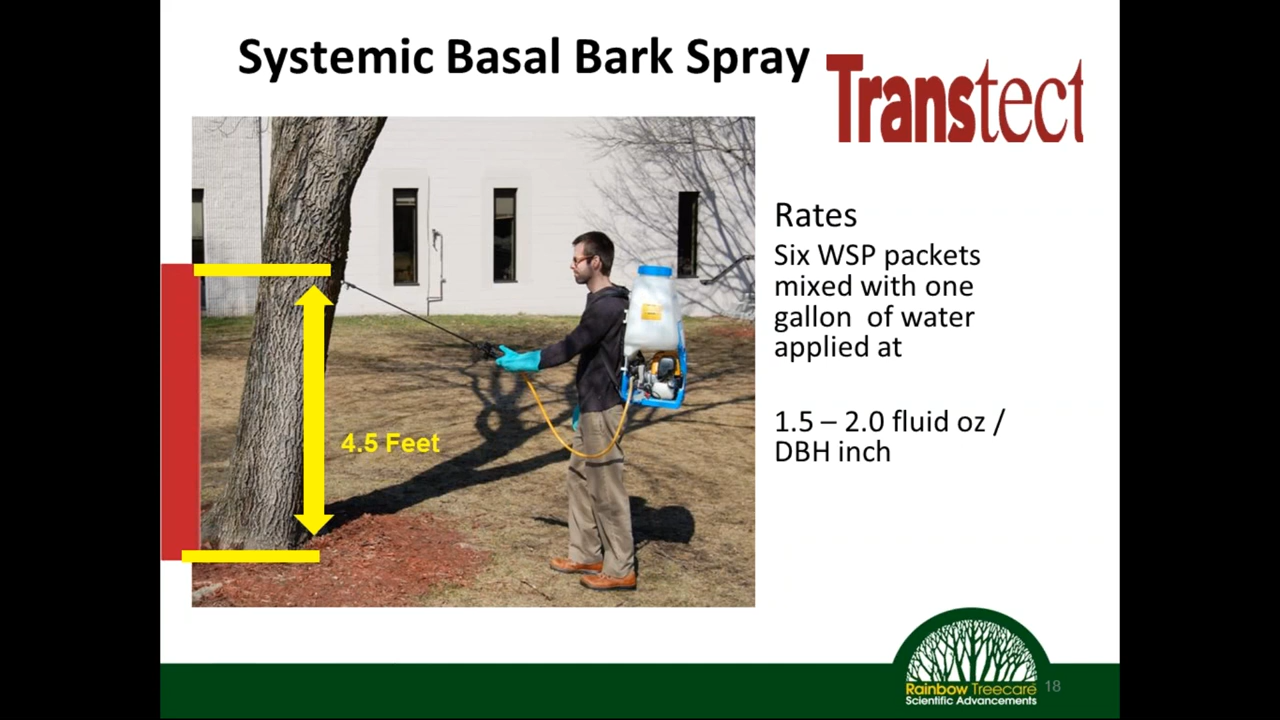 Systemic Basal Bark Spray
Transtect
Rates
Six WSP packets
mixed with one
gallon of water
applied at
1.5 – 2.0 fluid oz /
DBH inch
4.5 Feet
Rainbow Treecare
Scientific Advancements
18